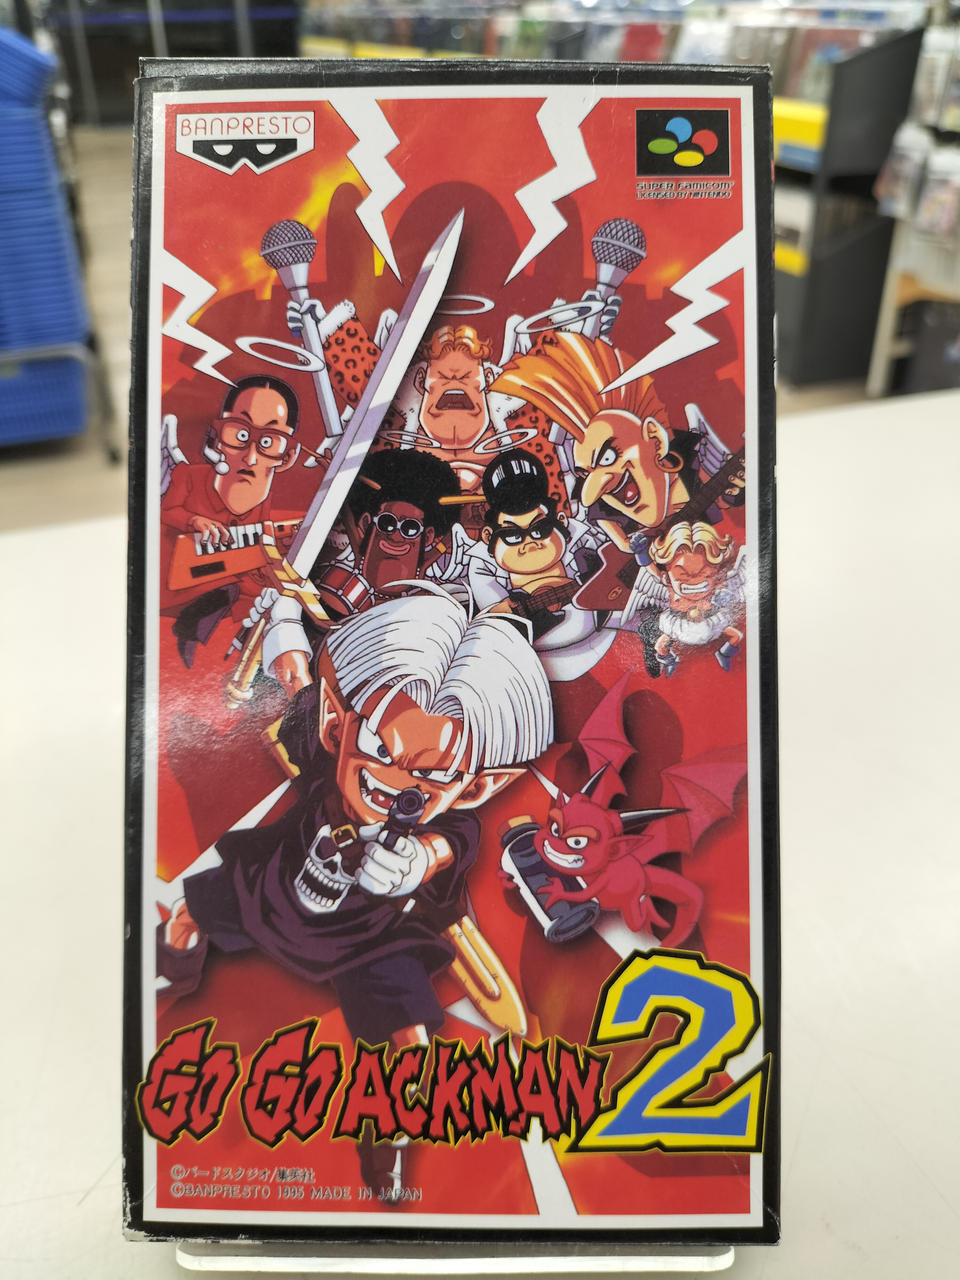 BANPRESTO
SUPER FAMICOM
LICENSED BY NINTENDO
GO GO ACKMAN 2
©バードスタジオ/集英社
©BANPRESTO 1995 MADE IN JAPAN